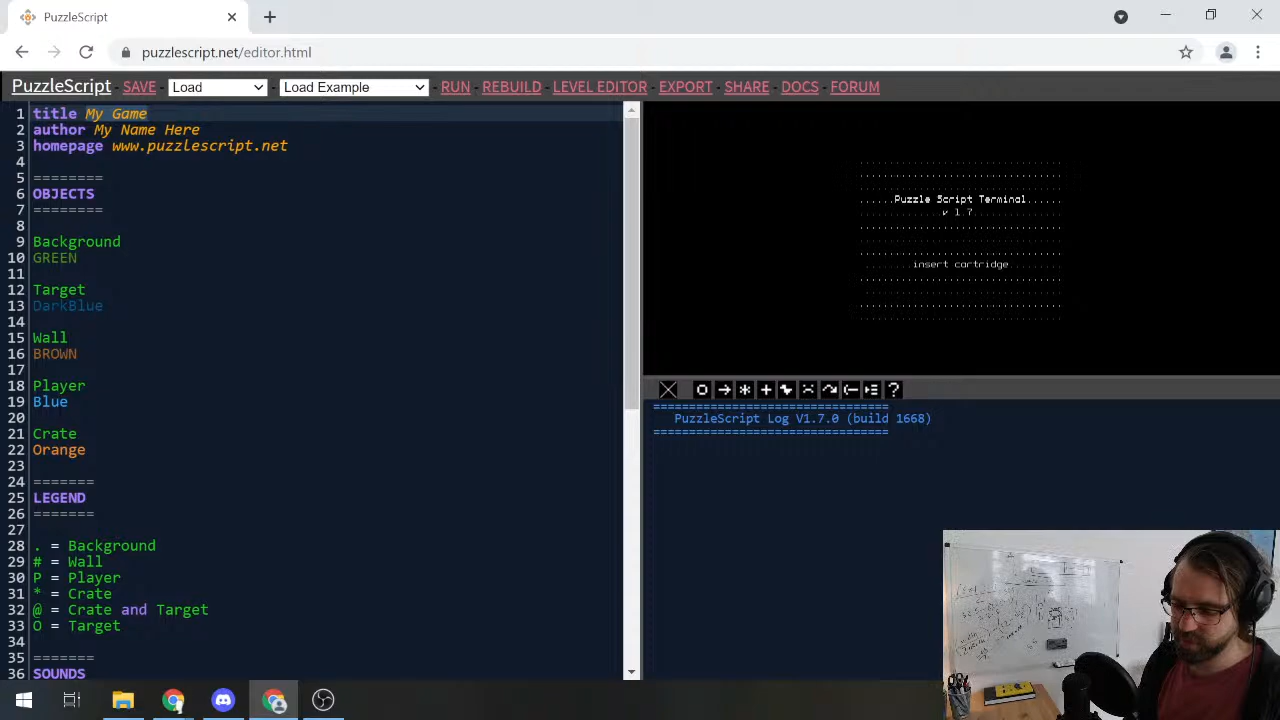 PuzzleScript
puzzlescript.net/editor.html
PuzzleScript SAVE Load Load Example RUN - REBUILD - LEVEL EDITOR - EXPORT - SHARE - DOCS - FORUM
1 title My Game
2 author My Name Here
3 homepage www.puzzlescript.net
4
5 ========
6 OBJECTS
7 ========
8
9 Background
10 GREEN
11
12 Target
13 DarkBlue
14
15 Wall
16 BROWN
17
18 Player
19 Blue
20
21 Crate
22 Orange
23
24 =======
25 LEGEND
26 =======
27
28 . = Background
29 # = Wall
30 P = Player
31 * = Crate
32 @ = Crate and Target
33 O = Target
34
35 =======
36 SOUNDS
Puzzle Script Terminal
v 1.7
insert cartridge
===========================
PuzzleScript Log V1.7.0 (build 1668)
===========================